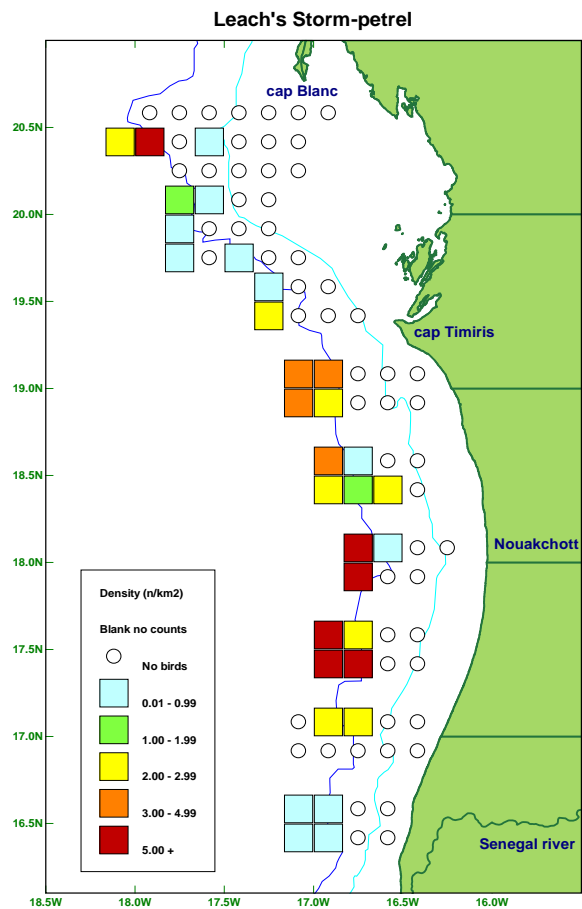 Leach's Storm-petrel
cap Blanc
20.5N
20.0N
19.5N
cap Timiris
19.0N
18.5N
Nouakchott
18.0N
Density (n/km2)
Blank no counts
No birds
17.5N
0.01 - 0.99
1.00 - 1.99
17.0N
2.00 - 2.99
3.00 - 4.99
16.5N
5.00 +
Senegal river
18.5W 18.0W 17.5W 17.0W 16.5W 16.0W